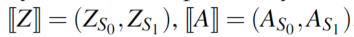 ⟦Z⟧ = (Z_{S_0}, Z_{S_1}), ⟦A⟧ = (A_{S_0}, A_{S_1})